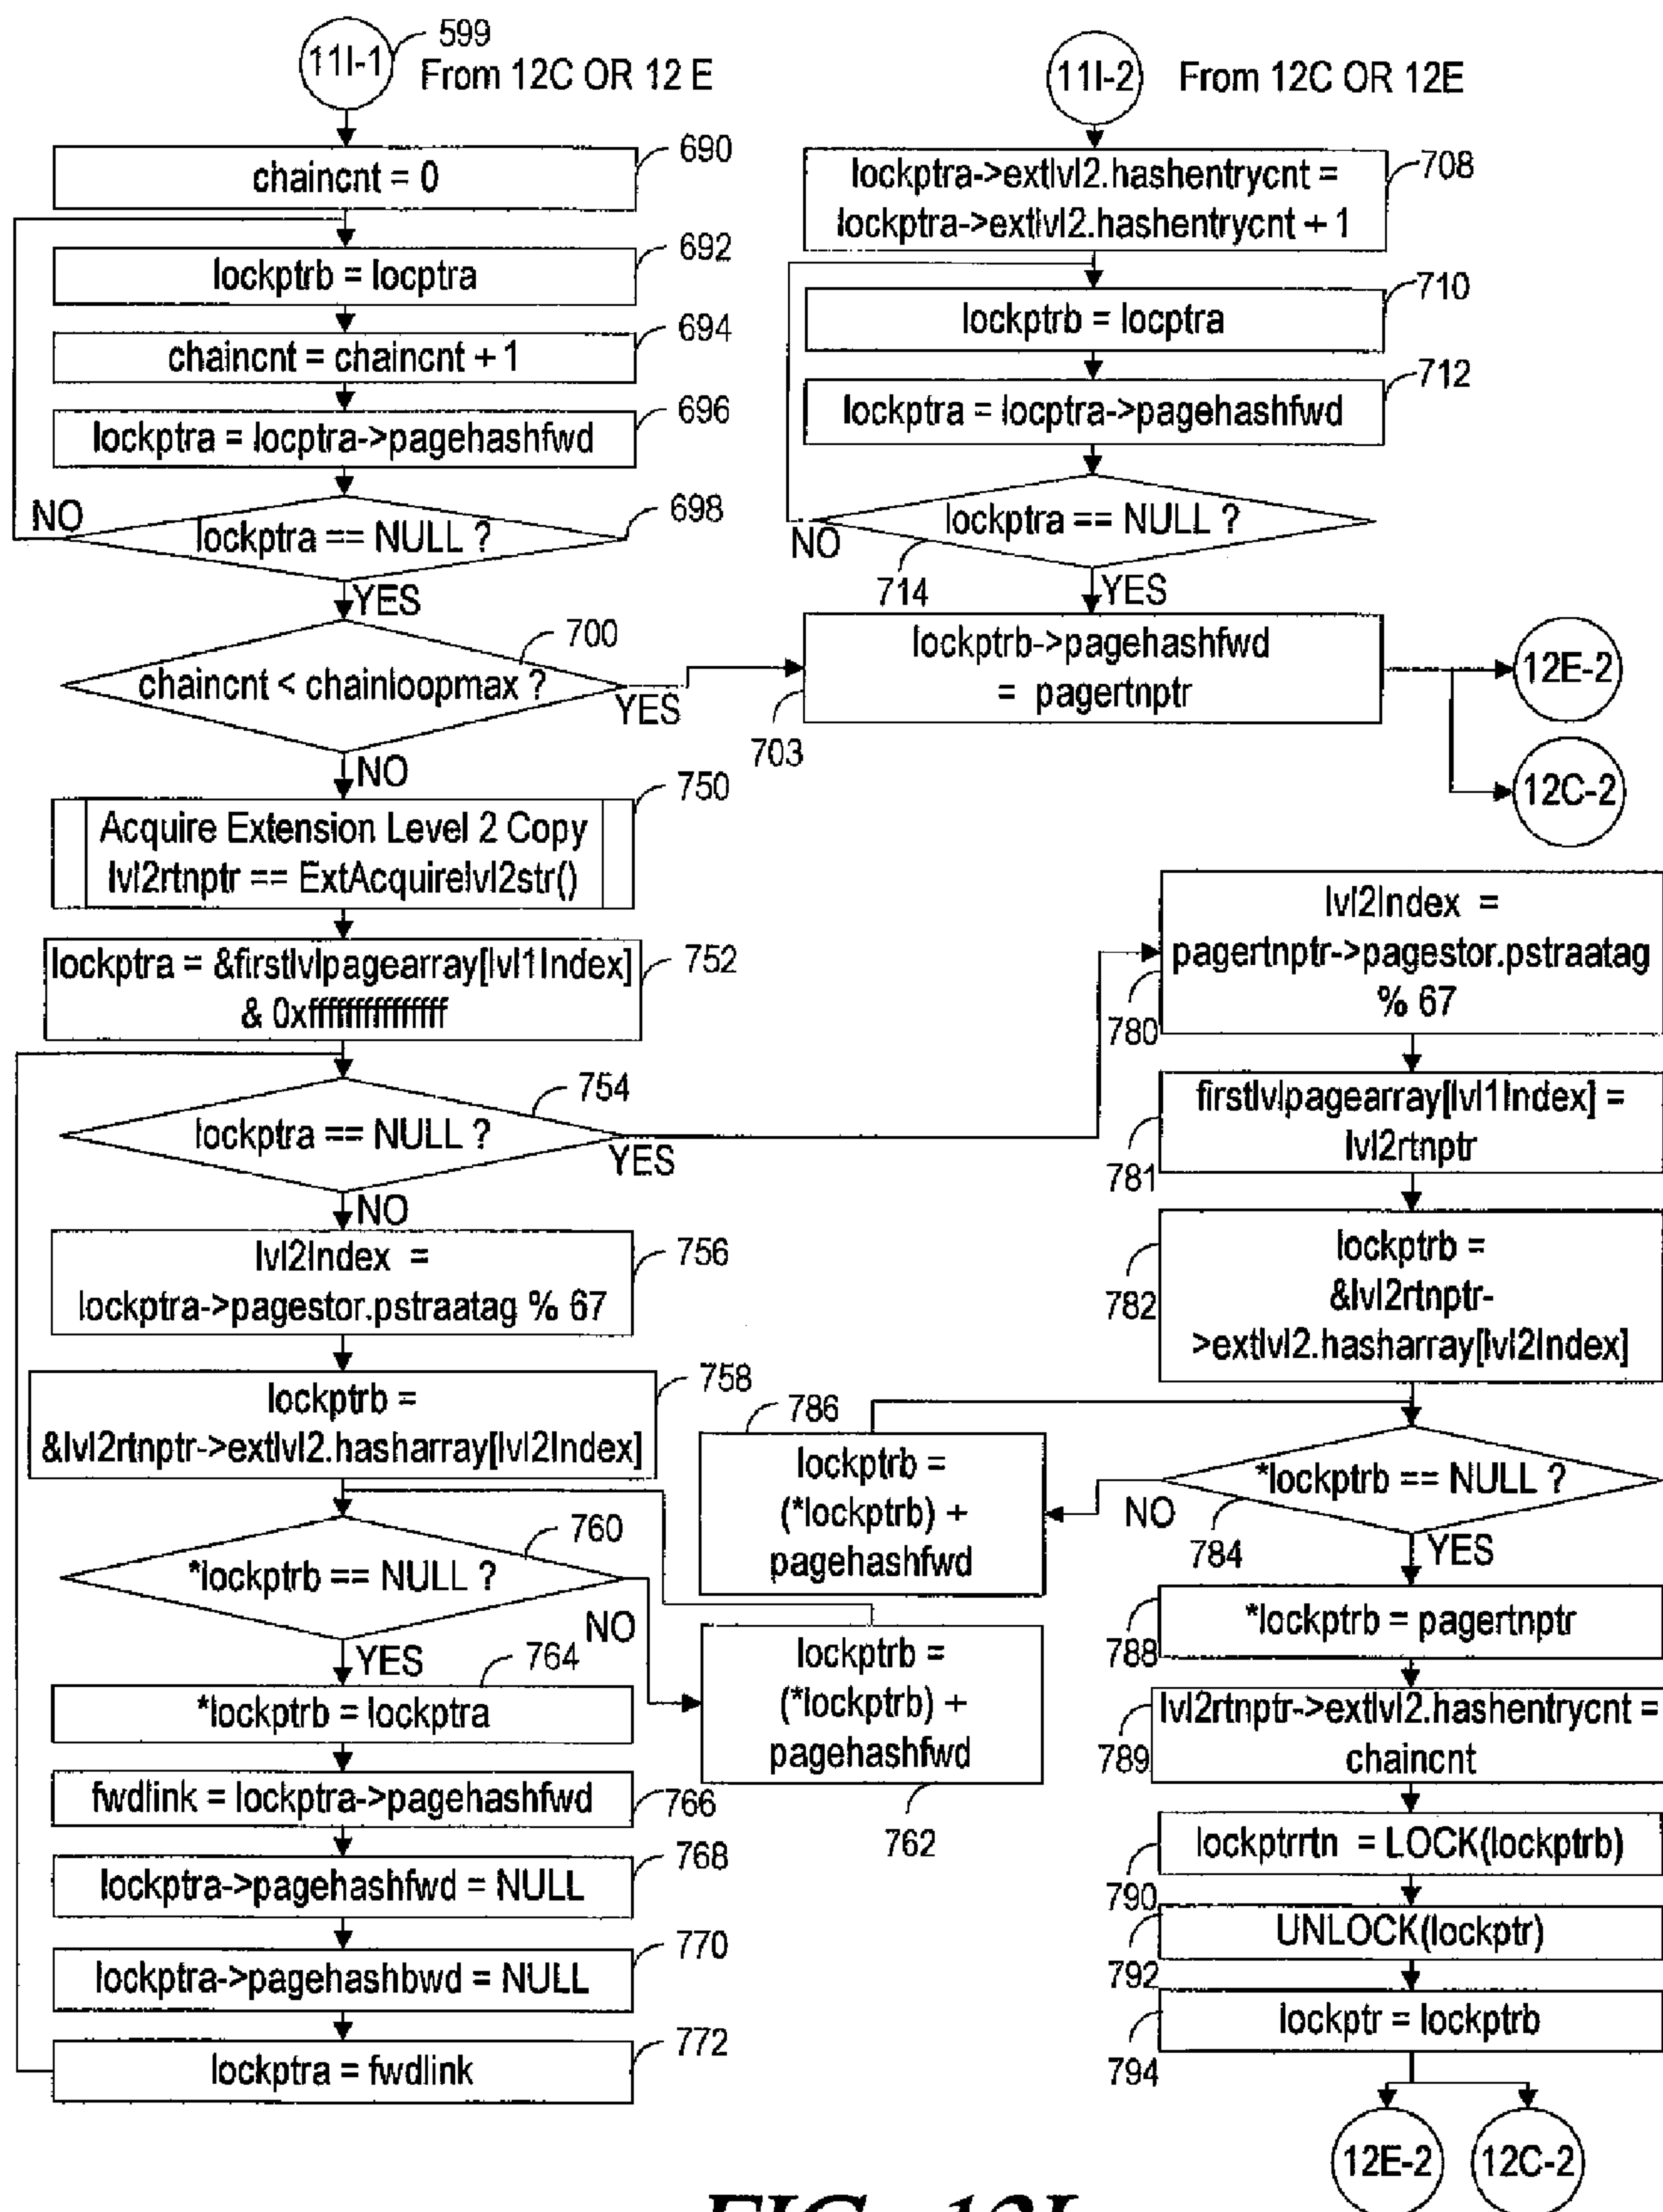 11I-1
599
From 12C OR 12 E
chaincnt = 0
690
lockptrb = locptra
692
chaincnt = chaincnt + 1
694
lockptra = locptra->pagehashfwd
696
lockptra == NULL ?
698
NO
YES
chaincnt < chainloopmax ?
700
YES
NO
Acquire Extension Level 2 Copy
lvl2rtnptr == ExtAcquirelvl2str()
750
lockptra = &firstlvlpagearray[lvl1Index]
& 0xfffffffffffffff
752
lockptra == NULL ?
754
YES
NO
lvl2Index =
lockptra->pagestor.pstraatag % 67
756
lockptrb =
&lvl2rtnptr->extlvl2.hasharray[lvl2Index]
758
*lockptrb == NULL ?
760
NO
YES
*lockptrb = lockptra
764
fwdlink = lockptra->pagehashfwd
766
lockptra->pagehashfwd = NULL
768
lockptra->pagehashbwd = NULL
770
lockptra = fwdlink
772
lockptrb =
(*lockptrb) +
pagehashfwd
762
11I-2
From 12C OR 12E
lockptra->extlvl2.hashentrycnt =
lockptra->extlvl2.hashentrycnt + 1
708
lockptrb = locptra
710
lockptra = locptra->pagehashfwd
712
lockptra == NULL ?
NO
714
YES
lockptrb->pagehashfwd
= pagertnptr
703
12E-2
12C-2
lvl2Index =
pagertnptr->pagestor.pstraatag
% 67
780
firstlvlpagearray[lvl1Index] =
lvl2rtnptr
781
lockptrb =
&lvl2rtnptr-
>extlvl2.hasharray[lvl2Index]
782
*lockptrb == NULL ?
784
NO
YES
786
lockptrb =
(*lockptrb) +
pagehashfwd
*lockptrb = pagertnptr
788
lvl2rtnptr->extlvl2.hashentrycnt =
chaincnt
789
lockptrrtn = LOCK(lockptrb)
790
UNLOCK(lockptr)
792
lockptr = lockptrb
794
12E-2
12C-2